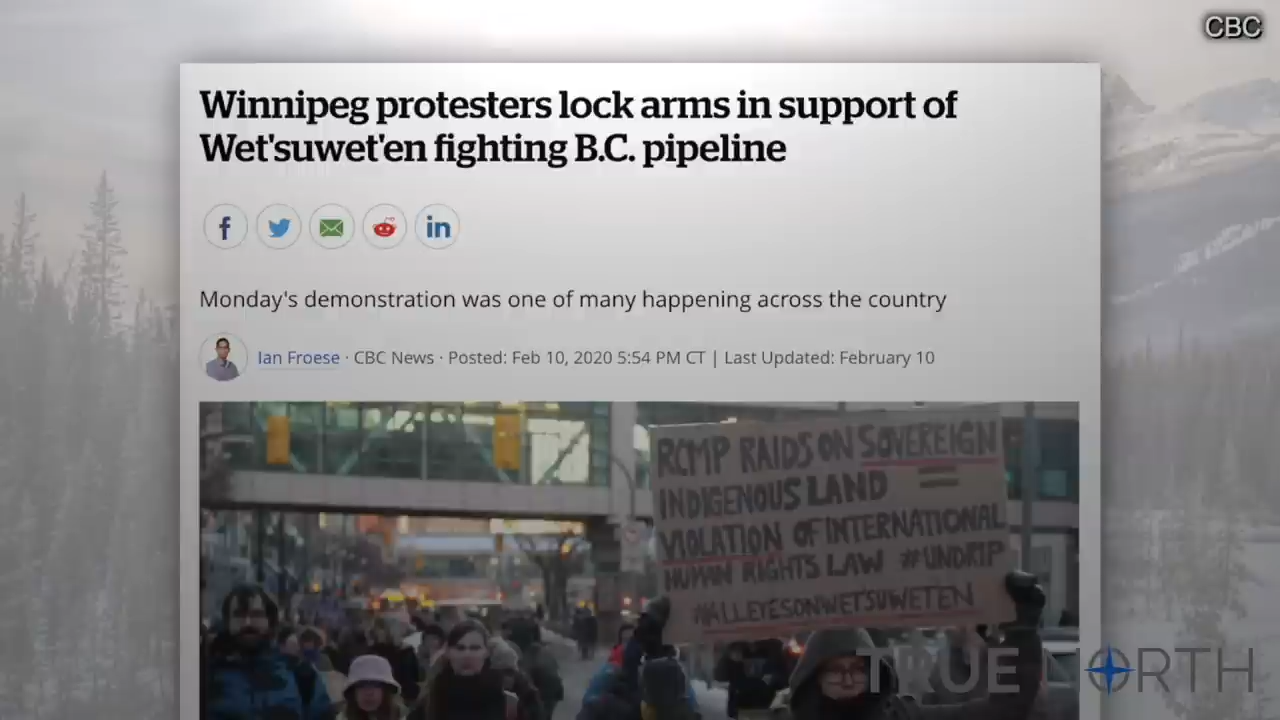 CBC
Winnipeg protesters lock arms in support of
Wet'suwet'en fighting B.C. pipeline
Monday's demonstration was one of many happening across the country
Ian Froese · CBC News · Posted: Feb 10, 2020 5:54 PM CT | Last Updated: February 10
RCMP RAIDS ON SOVEREIGN
INDIGENOUS LAND =
VIOLATION OF INTERNATIONAL
HUMAN RIGHTS LAW #UNDRIP
#ALLEYESONWETSUWETEN
TRUE NORTH